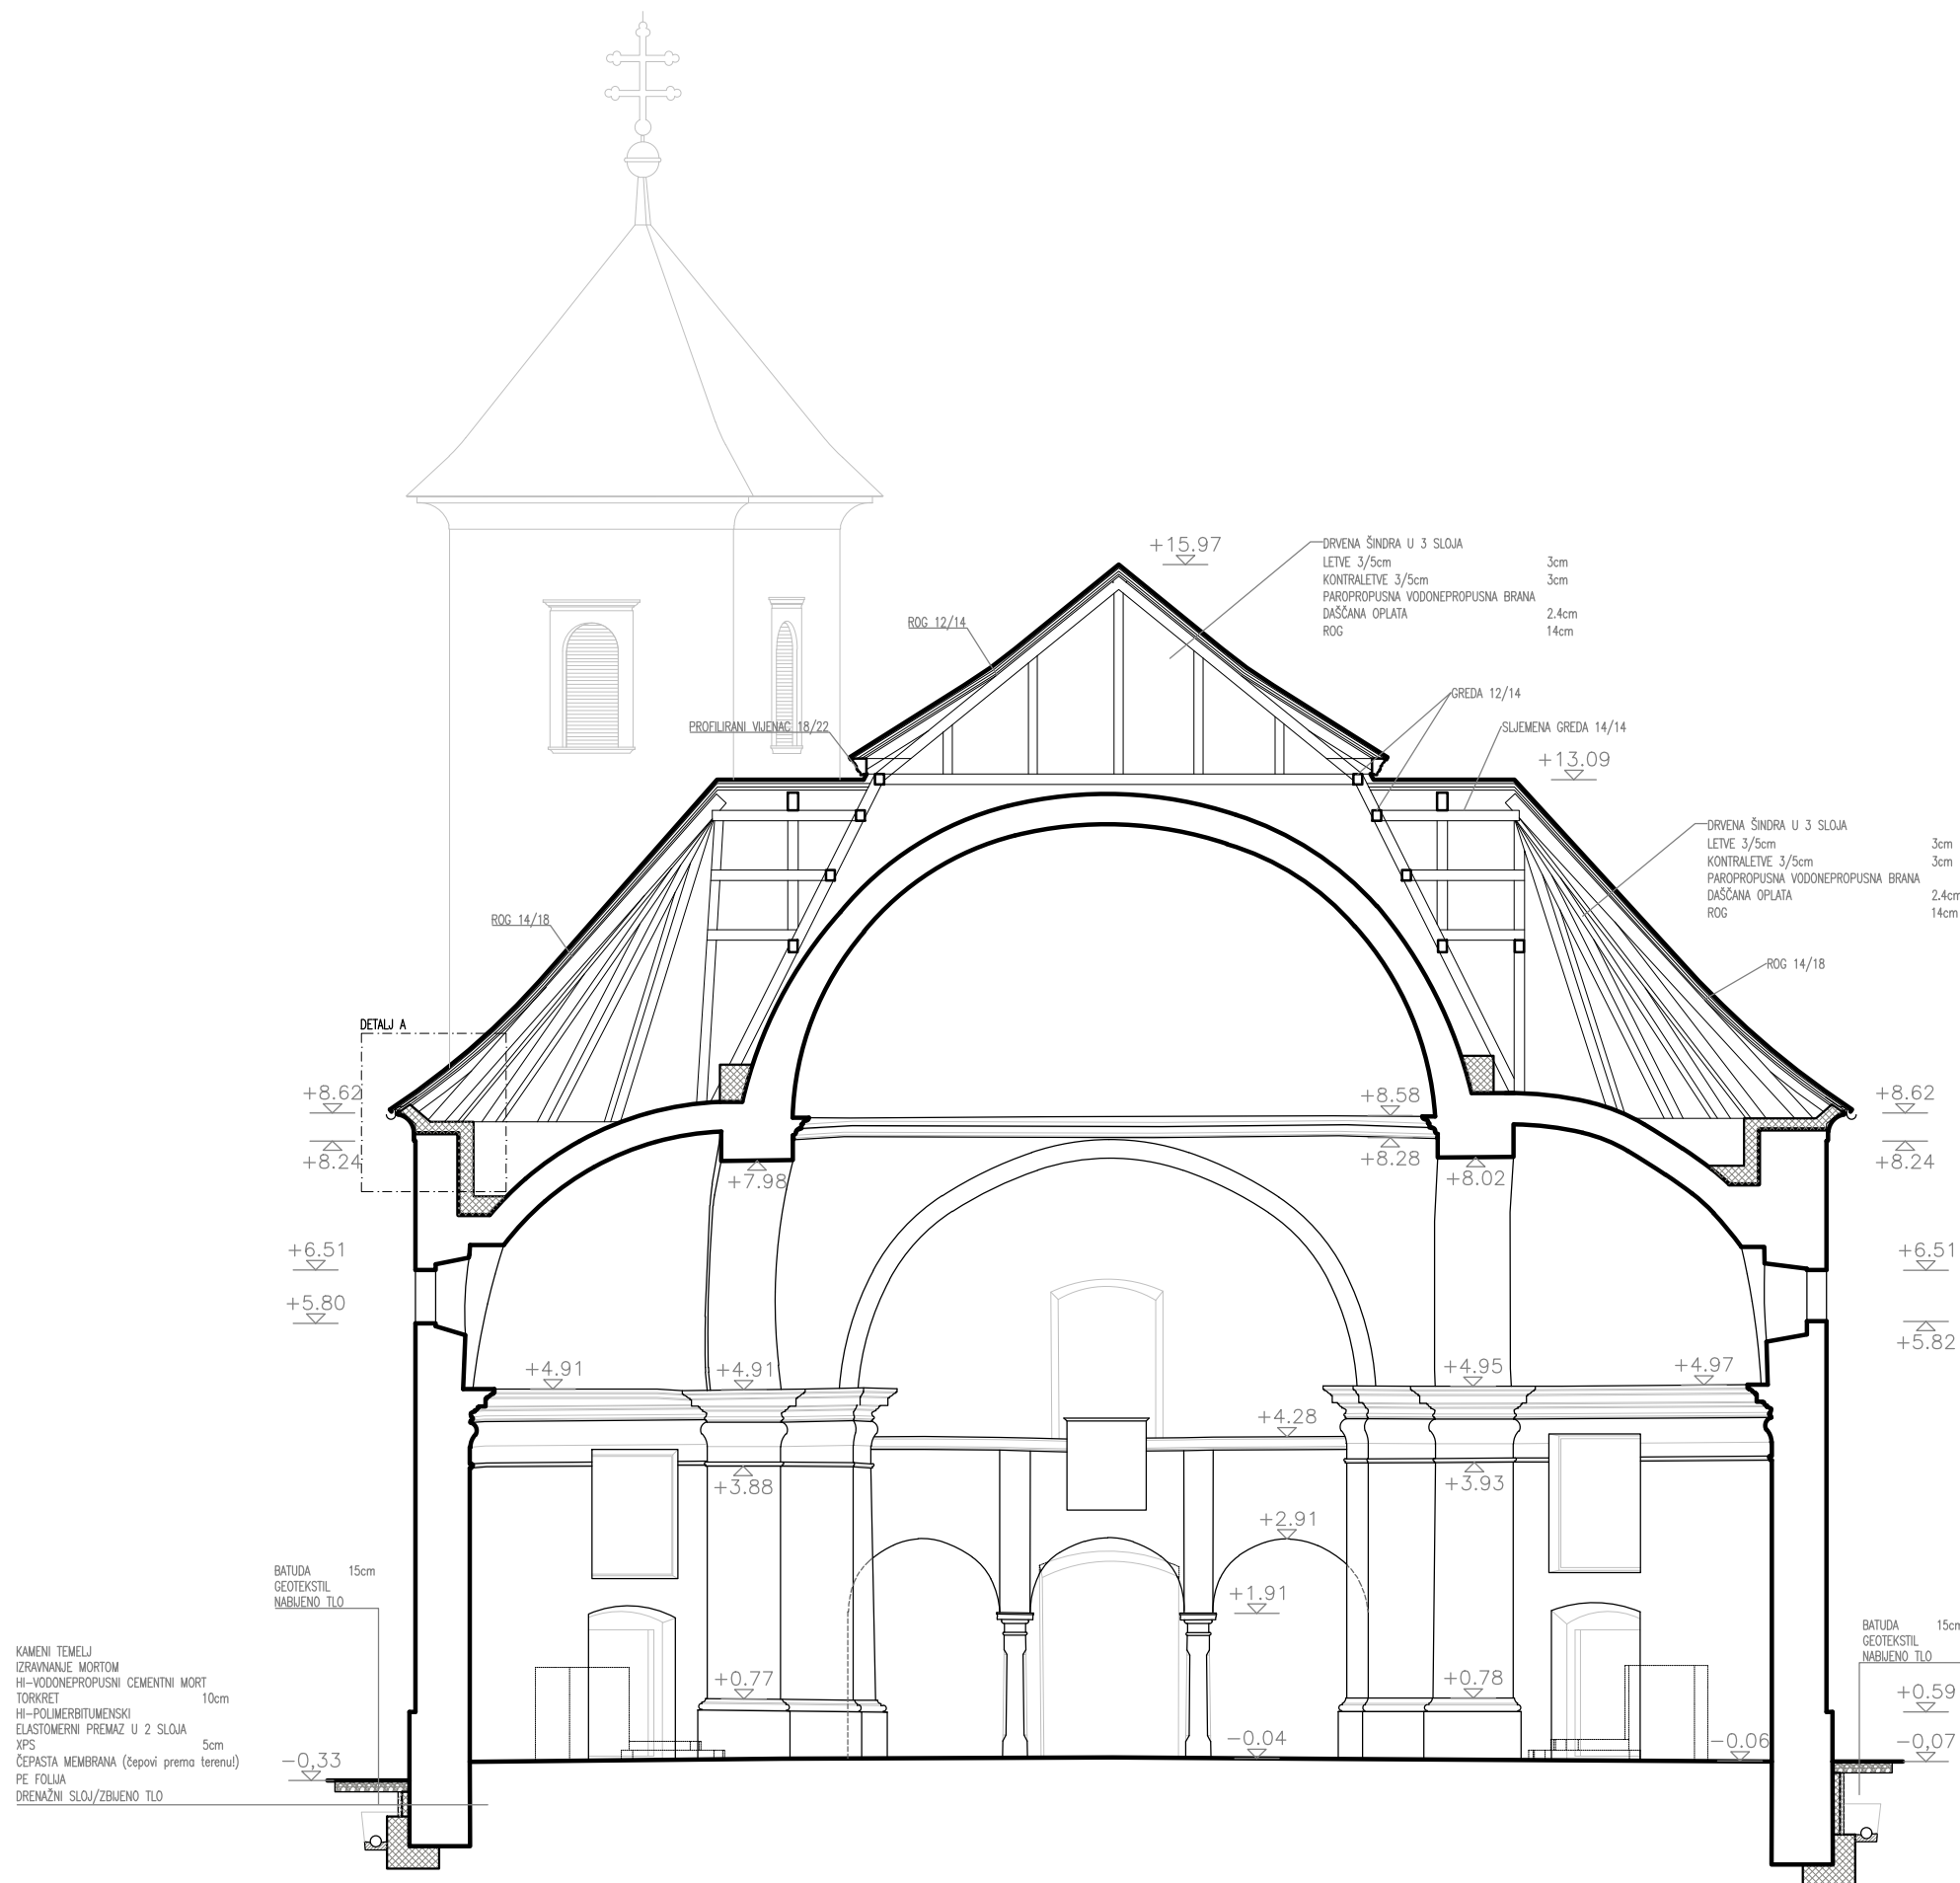 +15.97
DRVENA ŠINDRA U 3 SLOJA
LETVE 3/5cm 3cm
KONTRALETVE 3/5cm 3cm
PAROPROPUSNA VODONEPROPUSNA BRANA
DAŠČANA OPLATA 2.4cm
ROG 14cm
ROG 12/14
GREDA 12/14
PROFILIRANI VIJENAC 18/22
SLJEMENA GREDA 14/14
+13.09
DRVENA ŠINDRA U 3 SLOJA
LETVE 3/5cm 3cm
KONTRALETVE 3/5cm 3cm
PAROPROPUSNA VODONEPROPUSNA BRANA
DAŠČANA OPLATA 2.4cm
ROG 14cm
ROG 14/18
ROG 14/18
DETALJ A
+8.62
+8.58
+8.62
+8.24
+7.98
+8.28
+8.02
+8.24
+6.51
+6.51
+5.80
+5.82
+4.91
+4.91
+4.95
+4.97
+4.28
+3.88
+3.93
+2.91
BATUDA 15cm
GEOTEKSTIL
NABIJENO TLO
+1.91
BATUDA 15cm
GEOTEKSTIL
NABIJENO TLO
KAMENI TEMELJ
IZRAVNANJE MORTOM
HI-VODONEPROPUSNI CEMENTNI MORT
TORKRET 10cm
HI-POLIMERBITUMENSKI
ELASTOMERNI PREMAZ U 2 SLOJA
XPS 5cm
ČEPASTA MEMBRANA (čepovi prema terenu!)
PE FOLIJA
DRENAŽNI SLOJ/ZBIJENO TLO
+0.77
+0.78
+0.59
-0,33
-0.04
-0.06
-0,07